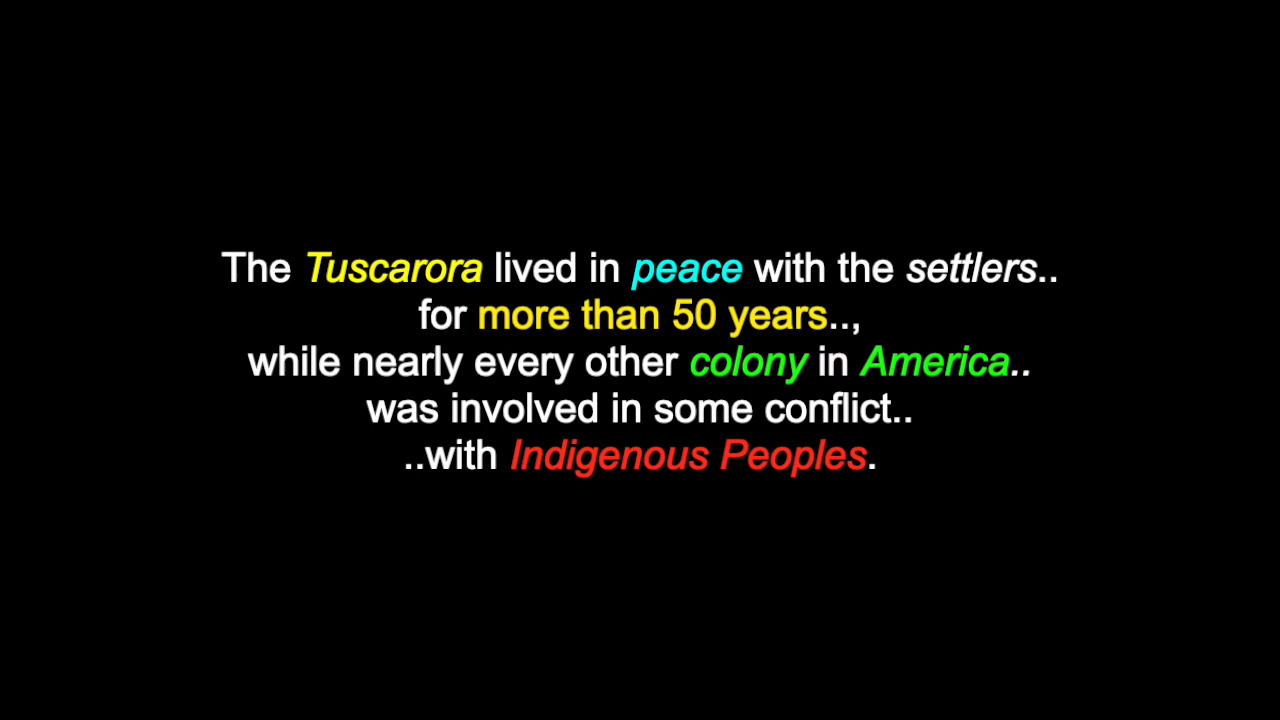 The Tuscarora lived in peace with the settlers..
for more than 50 years..,
while nearly every other colony in America..
was involved in some conflict..
..with Indigenous Peoples.